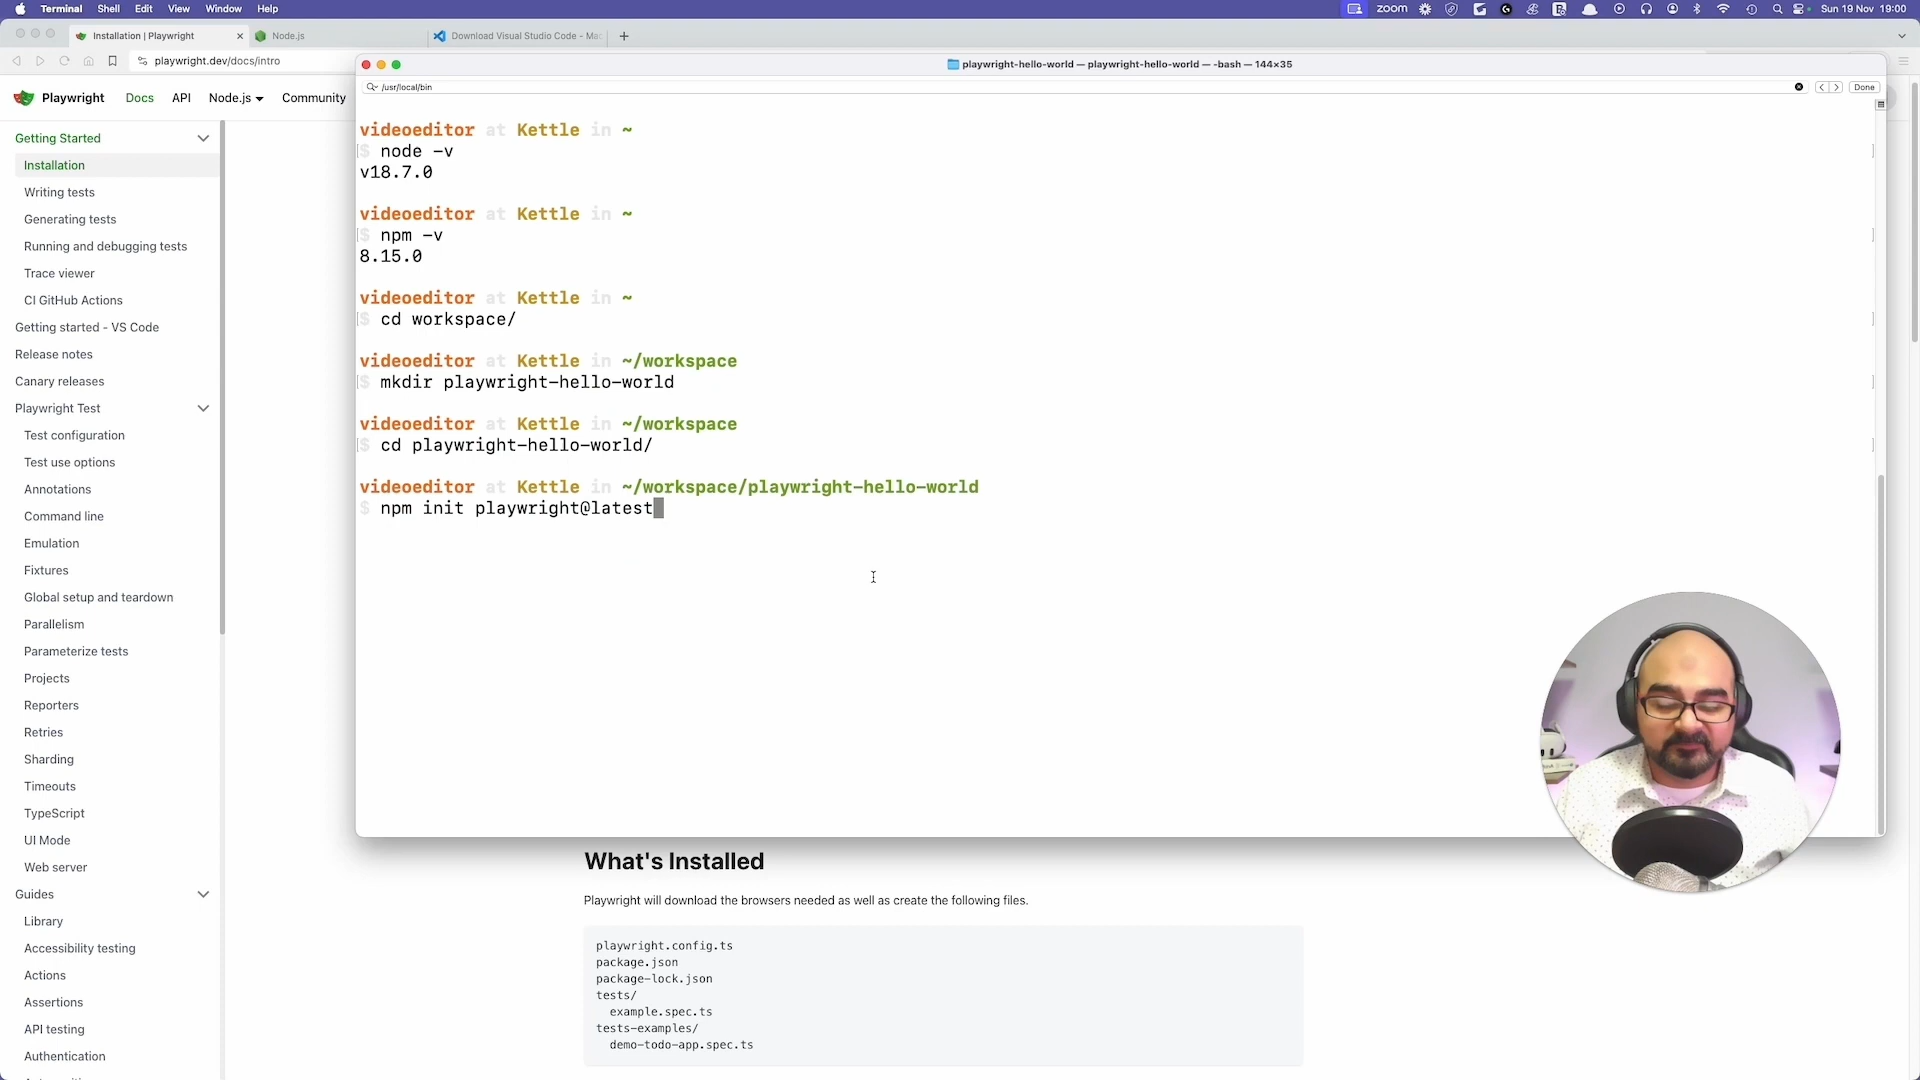 Terminal Shell Edit View Window Help
zoom
Sun 19 Nov 19:00
Installation | Playwright
Node.js
Download Visual Studio Code - Mac
playwright.dev/docs/intro
playwright-hello-world — playwright-hello-world — -bash — 144×35
/usr/local/bin
Done
Playwright
Docs
API
Node.js
Community
Getting Started
Installation
Writing tests
Generating tests
Running and debugging tests
Trace viewer
CI GitHub Actions
Getting started - VS Code
Release notes
Canary releases
Playwright Test
Test configuration
Test use options
Annotations
Command line
Emulation
Fixtures
Global setup and teardown
Parallelism
Parameterize tests
Projects
Reporters
Retries
Sharding
Timeouts
TypeScript
UI Mode
Web server
Guides
Library
Accessibility testing
Actions
Assertions
API testing
Authentication
videoeditor at Kettle in ~
$ node -v
v18.7.0
videoeditor at Kettle in ~
$ npm -v
8.15.0
videoeditor at Kettle in ~
$ cd workspace/
videoeditor at Kettle in ~/workspace
$ mkdir playwright-hello-world
videoeditor at Kettle in ~/workspace
$ cd playwright-hello-world/
videoeditor at Kettle in ~/workspace/playwright-hello-world
$ npm init playwright@latest
What's Installed
Playwright will download the browsers needed as well as create the following files.
playwright.config.ts
package.json
package-lock.json
tests/
example.spec.ts
tests-examples/
demo-todo-app.spec.ts